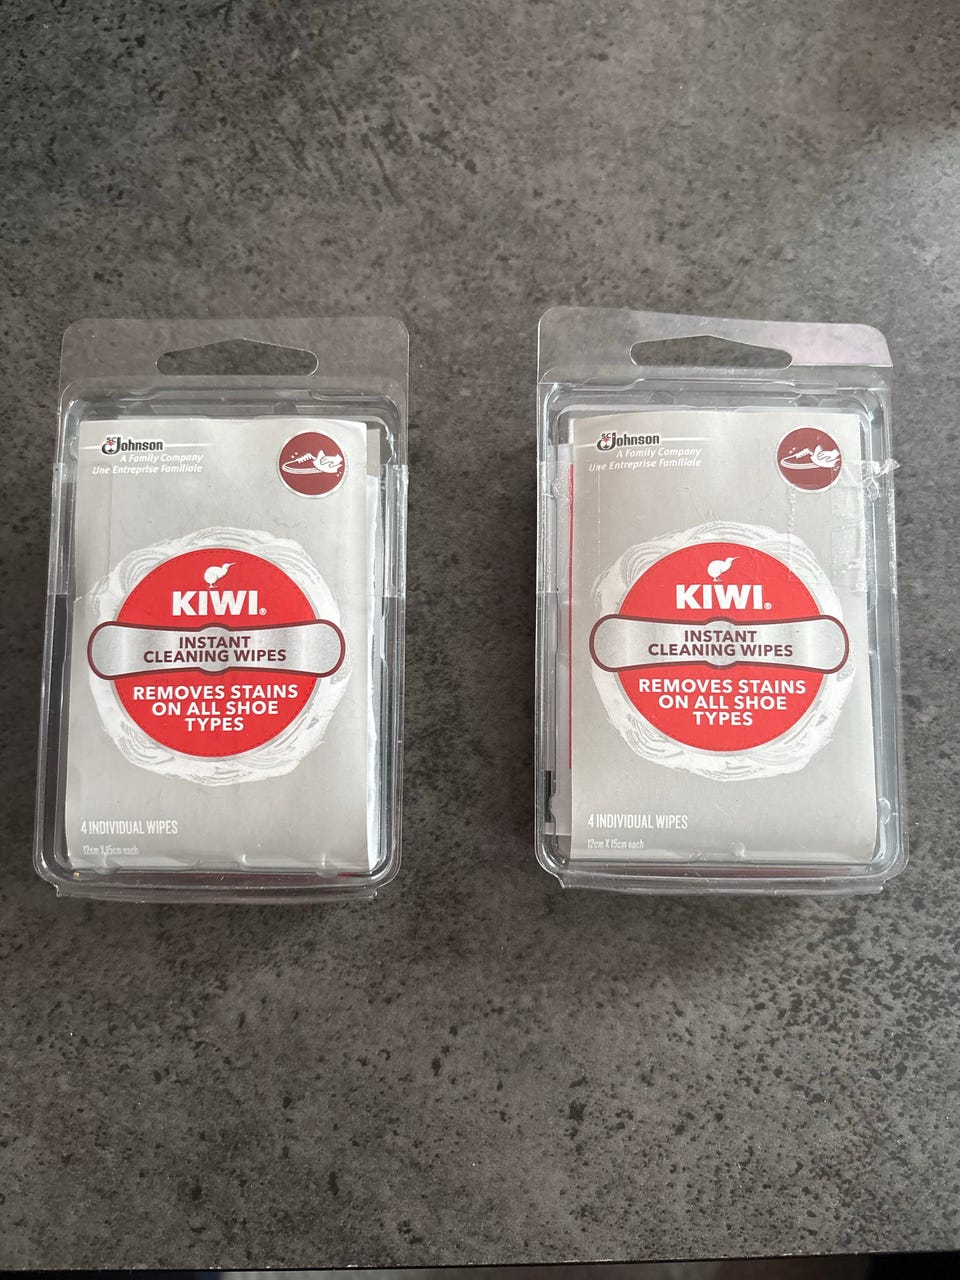 SC Johnson
A Family Company
Une Entreprise Familiale
KIWI®
INSTANT
CLEANING WIPES
REMOVES STAINS
ON ALL SHOE
TYPES
4 INDIVIDUAL WIPES
12cm X 15cm each
SC Johnson
A Family Company
Une Entreprise Familiale
KIWI®
INSTANT
CLEANING WIPES
REMOVES STAINS
ON ALL SHOE
TYPES
4 INDIVIDUAL WIPES
12cm X 15cm each